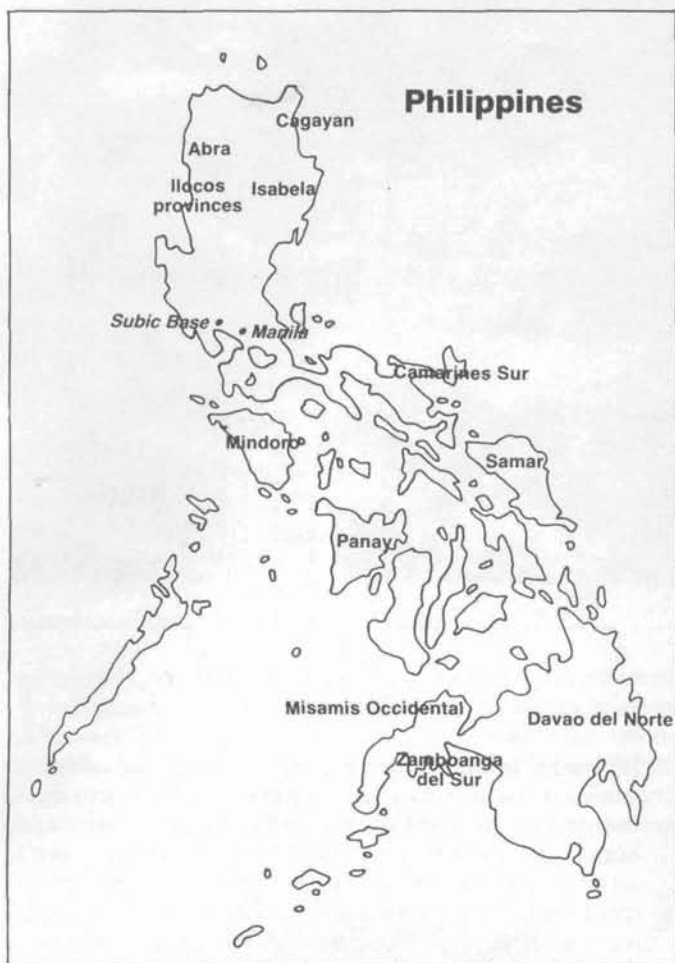 Philippines
Cagayan
Abra
Ilocos
provinces
Isabela
Subic Base
Manila
Camarines Sur
Mindoro
Samar
Panay
Misamis Occidental
Davao del Norte
Zamboanga
del Sur